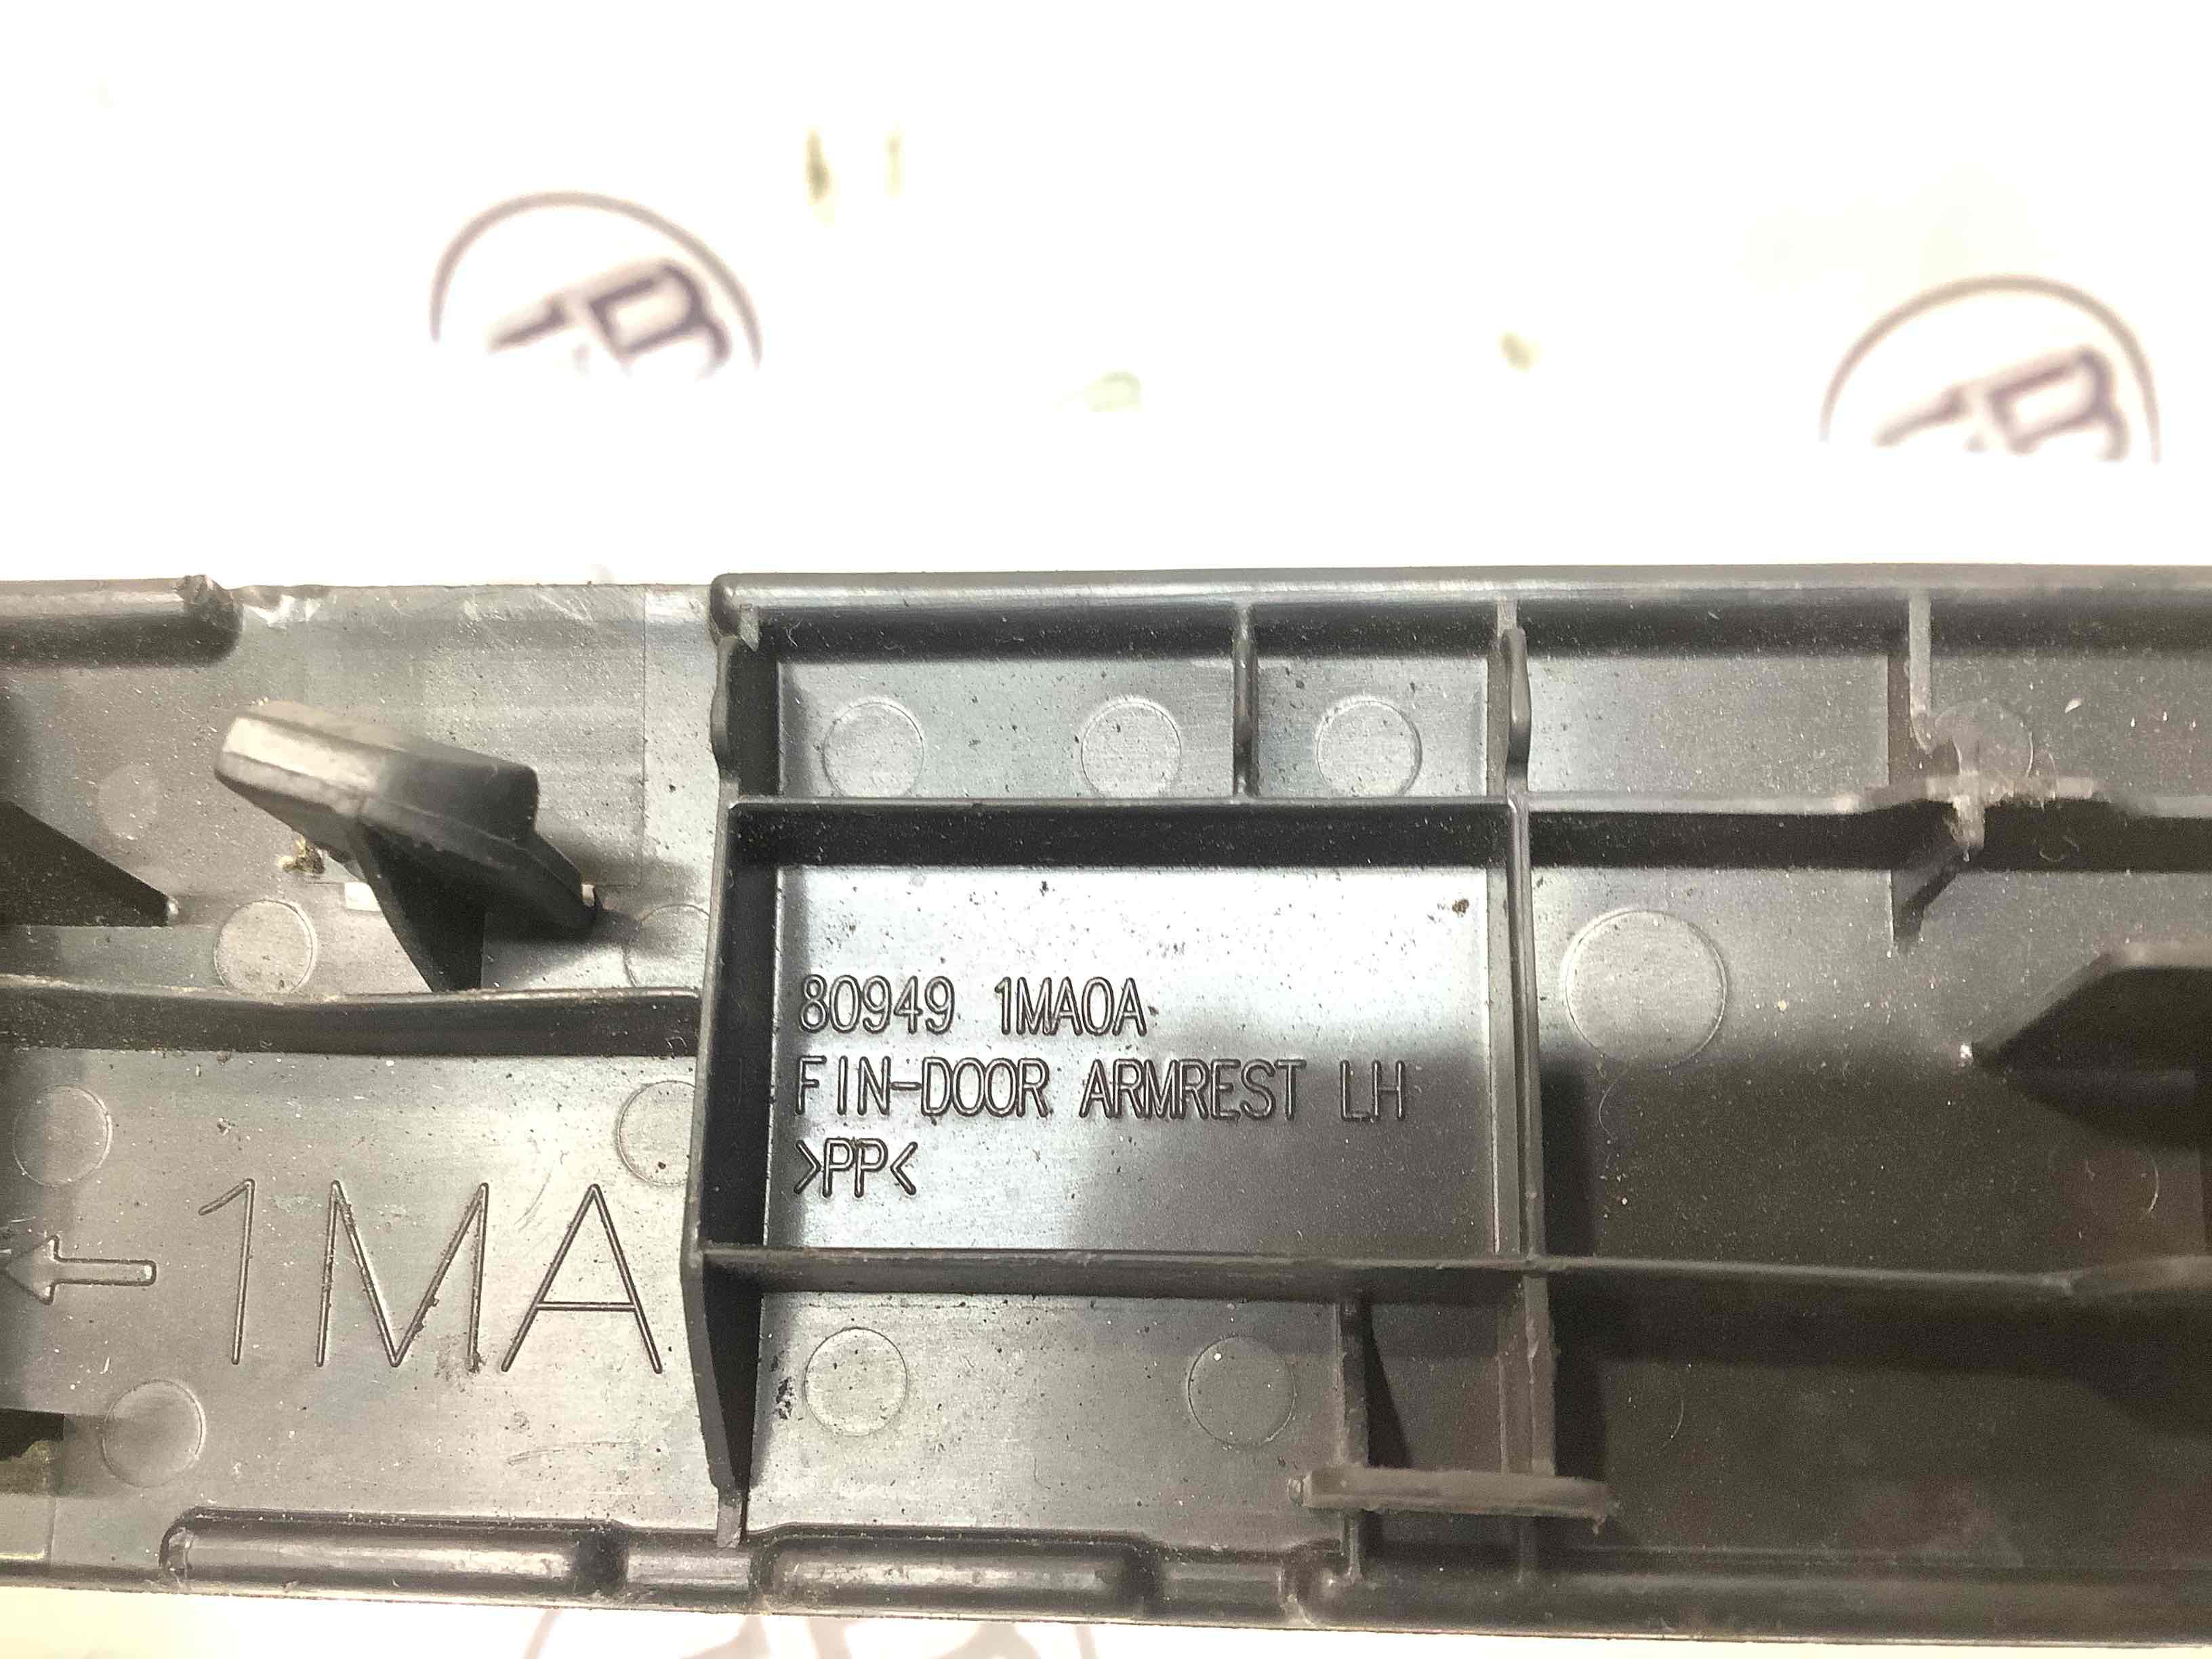 80949 1MA0A
FIN-DOOR ARMREST LH
>PP<
1MA